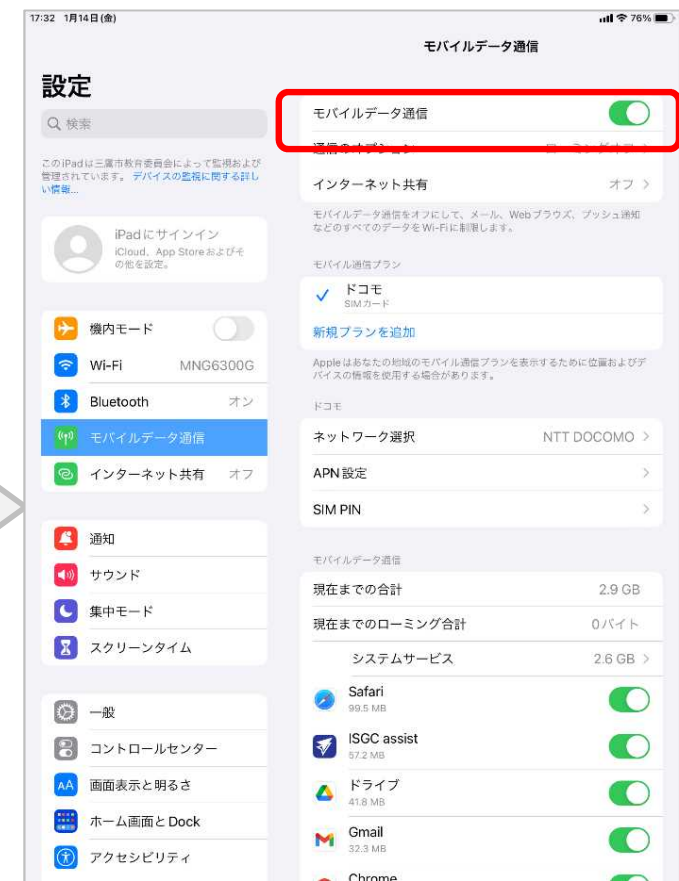 17:32 1月14日(金)
76%
モバイルデータ通信
設定
検索
このiPadは三鷹市教育委員会によって監視および
管理されています。デバイスの監視に関する詳し
い情報...
iPadにサインイン
iCloud、App Storeおよびそ
の他を設定。
機内モード
Wi-Fi MNG6300G
Bluetooth オン
モバイルデータ通信
インターネット共有 オフ
通知
サウンド
集中モード
スクリーンタイム
一般
コントロールセンター
AA 画面表示と明るさ
ホーム画面とDock
アクセシビリティ
モバイルデータ通信
通信のオプション ローミングオフ
インターネット共有 オフ
モバイルデータ通信をオフにして、メール、Webブラウズ、プッシュ通知
などのすべてのデータをWi-Fiに制限します。
モバイル通信プラン
ドコモ
SIMカード
新規プランを追加
Appleはあなたの地域のモバイル通信プランを表示するために位置およびデ
バイスの情報を使用する場合があります。
ドコモ
ネットワーク選択 NTT DOCOMO
APN設定
SIM PIN
モバイルデータ通信
現在までの合計 2.9 GB
現在までのローミング合計 0バイト
システムサービス 2.6 GB
Safari
99.5 MB
ISGC assist
57.2 MB
ドライブ
41.8 MB
Gmail
32.3 MB
Chrome